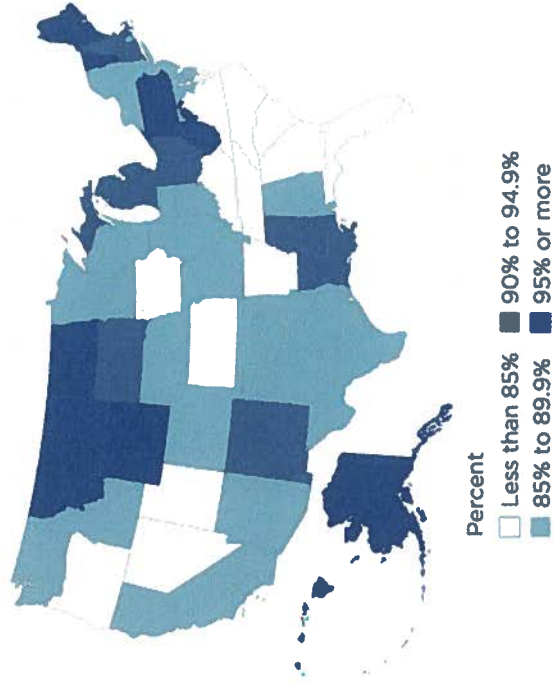 Percent
Less than 85%
90% to 94.9%
85% to 89.9%
95% or more